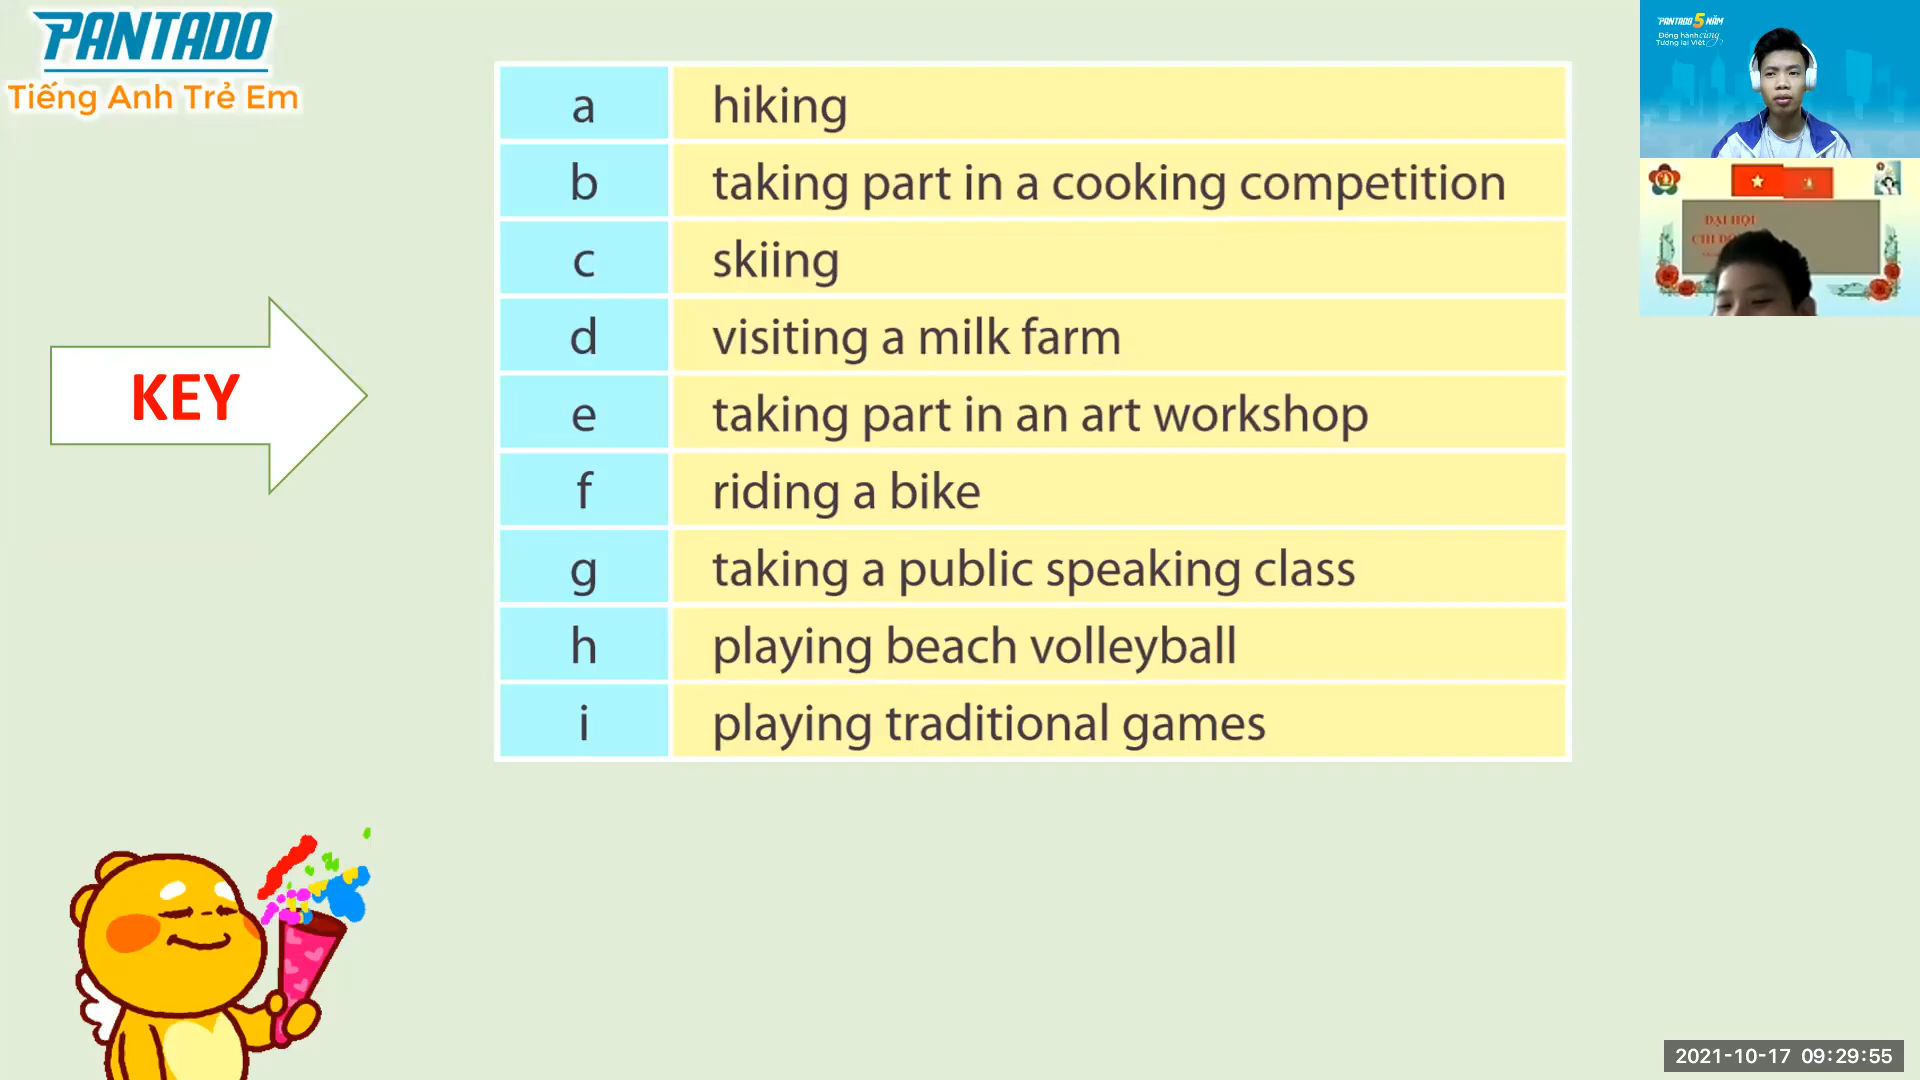 PANTADO
Tiếng Anh Trẻ Em
KEY
a hiking
b taking part in a cooking competition
c skiing
d visiting a milk farm
e taking part in an art workshop
f riding a bike
g taking a public speaking class
h playing beach volleyball
i playing traditional games
PANTADO 5 NĂM
Đồng hành cùng
Tương lai Việt
ĐẠI HỘI
2021-10-17 09:29:55